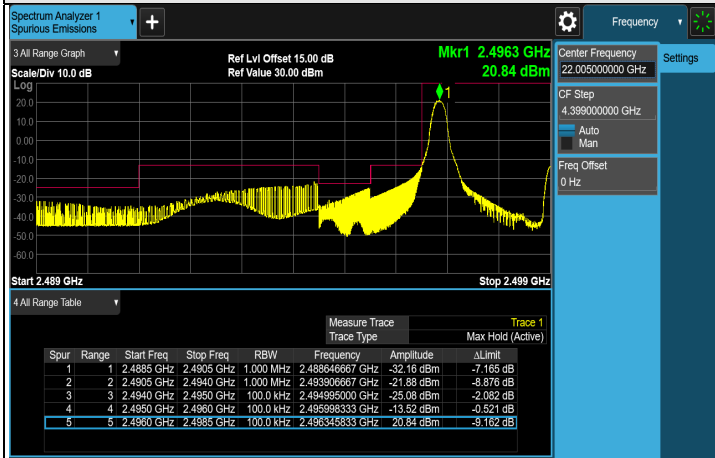 Spectrum Analyzer 1
Spurious Emissions
+
Frequency
3 All Range Graph
Ref Lvl Offset 15.00 dB
Mkr1 2.4963 GHz
Scale/Div 10.0 dB
Ref Value 30.00 dBm
20.84 dBm
Log
1
20.0
10.0
0.00
-10.0
-20.0
-30.0
-40.0
-50.0
-60.0
Start 2.489 GHz
Stop 2.499 GHz
Center Frequency
22.005000000 GHz
Settings
CF Step
4.399000000 GHz
Auto
Man
Freq Offset
0 Hz
4 All Range Table
Measure Trace Trace 1
Trace Type Max Hold (Active)
Spur Range Start Freq Stop Freq RBW Frequency Amplitude ΔLimit
1 1 2.4885 GHz 2.4905 GHz 1.000 MHz 2.488646667 GHz -32.16 dBm -7.165 dB
2 2 2.4905 GHz 2.4940 GHz 1.000 MHz 2.493906667 GHz -21.88 dBm -8.876 dB
3 3 2.4940 GHz 2.4950 GHz 100.0 kHz 2.494995000 GHz -25.08 dBm -2.082 dB
4 4 2.4950 GHz 2.4960 GHz 100.0 kHz 2.495998333 GHz -13.52 dBm -0.521 dB
5 5 2.4960 GHz 2.4985 GHz 100.0 kHz 2.496345833 GHz 20.84 dBm -9.162 dB